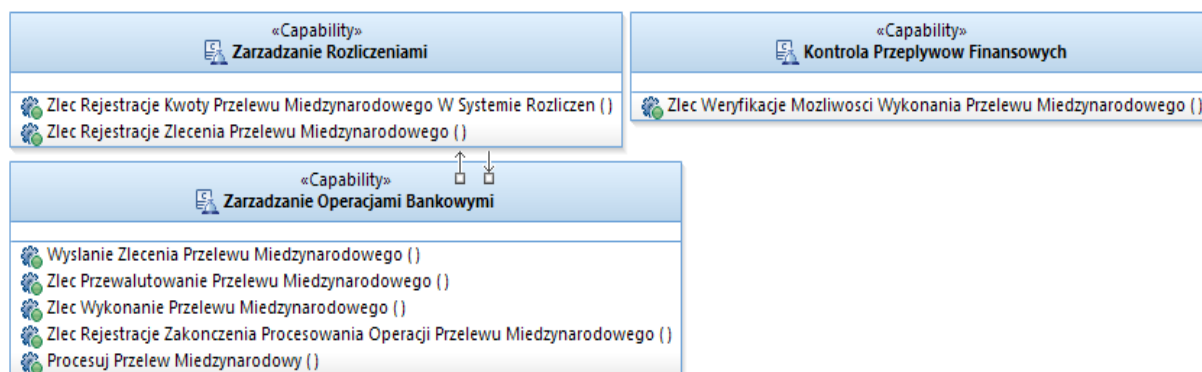 «Capability»
Zarzadzanie Rozliczeniami
Zlec Rejestracje Kwoty Przelewu Miedzynarodowego W Systemie Rozliczen ( )
Zlec Rejestracje Zlecenia Przelewu Miedzynarodowego ( )
«Capability»
Kontrola Przeplywow Finansowych
Zlec Weryfikacje Mozliwosci Wykonania Przelewu Miedzynarodowego ( )
«Capability»
Zarzadzanie Operacjami Bankowymi
Wyslanie Zlecenia Przelewu Miedzynarodowego ( )
Zlec Przewalutowanie Przelewu Miedzynarodowego ( )
Zlec Wykonanie Przelewu Miedzynarodowego ( )
Zlec Rejestracje Zakonczenia Procesowania Operacji Przelewu Miedzynarodowego ( )
Procesuj Przelew Miedzynarodowy ( )